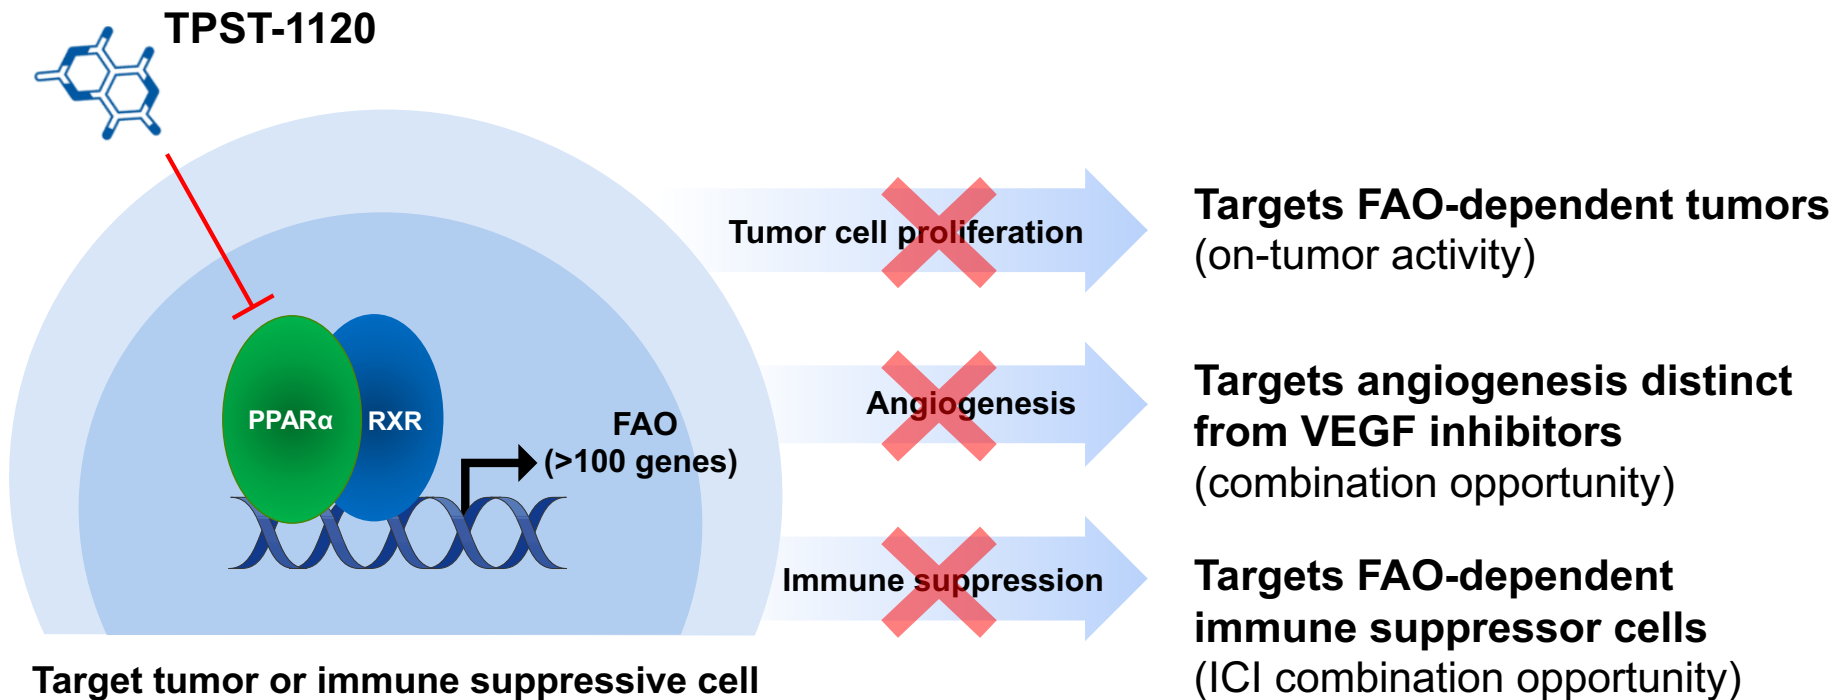 TPST-1120
PPARα
RXR
FAO
(>100 genes)
Target tumor or immune suppressive cell
Tumor cell proliferation
Targets FAO-dependent tumors
(on-tumor activity)
Angiogenesis
Targets angiogenesis distinct
from VEGF inhibitors
(combination opportunity)
Immune suppression
Targets FAO-dependent
immune suppressor cells
(ICI combination opportunity)